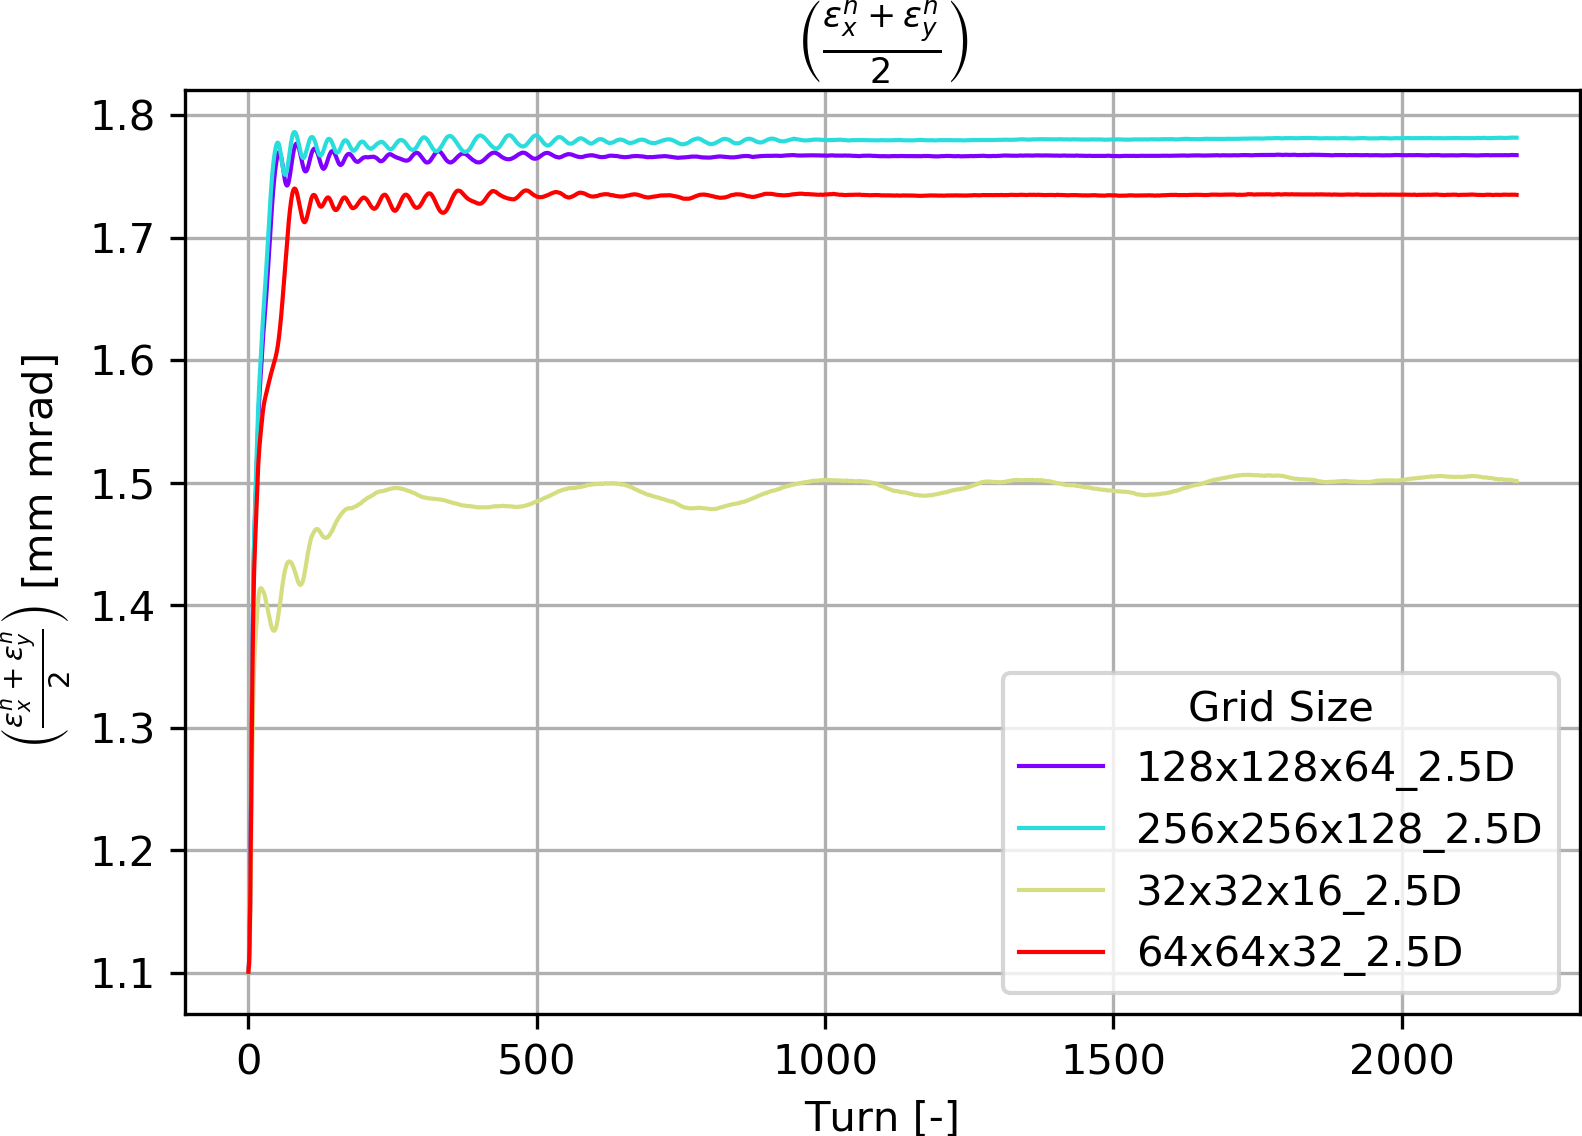 (εₓⁿ + εᵧⁿ / 2)
1.8
1.7
1.6
1.5
1.4
1.3
1.2
1.1
(εₓⁿ + εᵧⁿ / 2) [mm mrad]
0 500 1000 1500 2000
Turn [-]
Grid Size
128x128x64_2.5D
256x256x128_2.5D
32x32x16_2.5D
64x64x32_2.5D